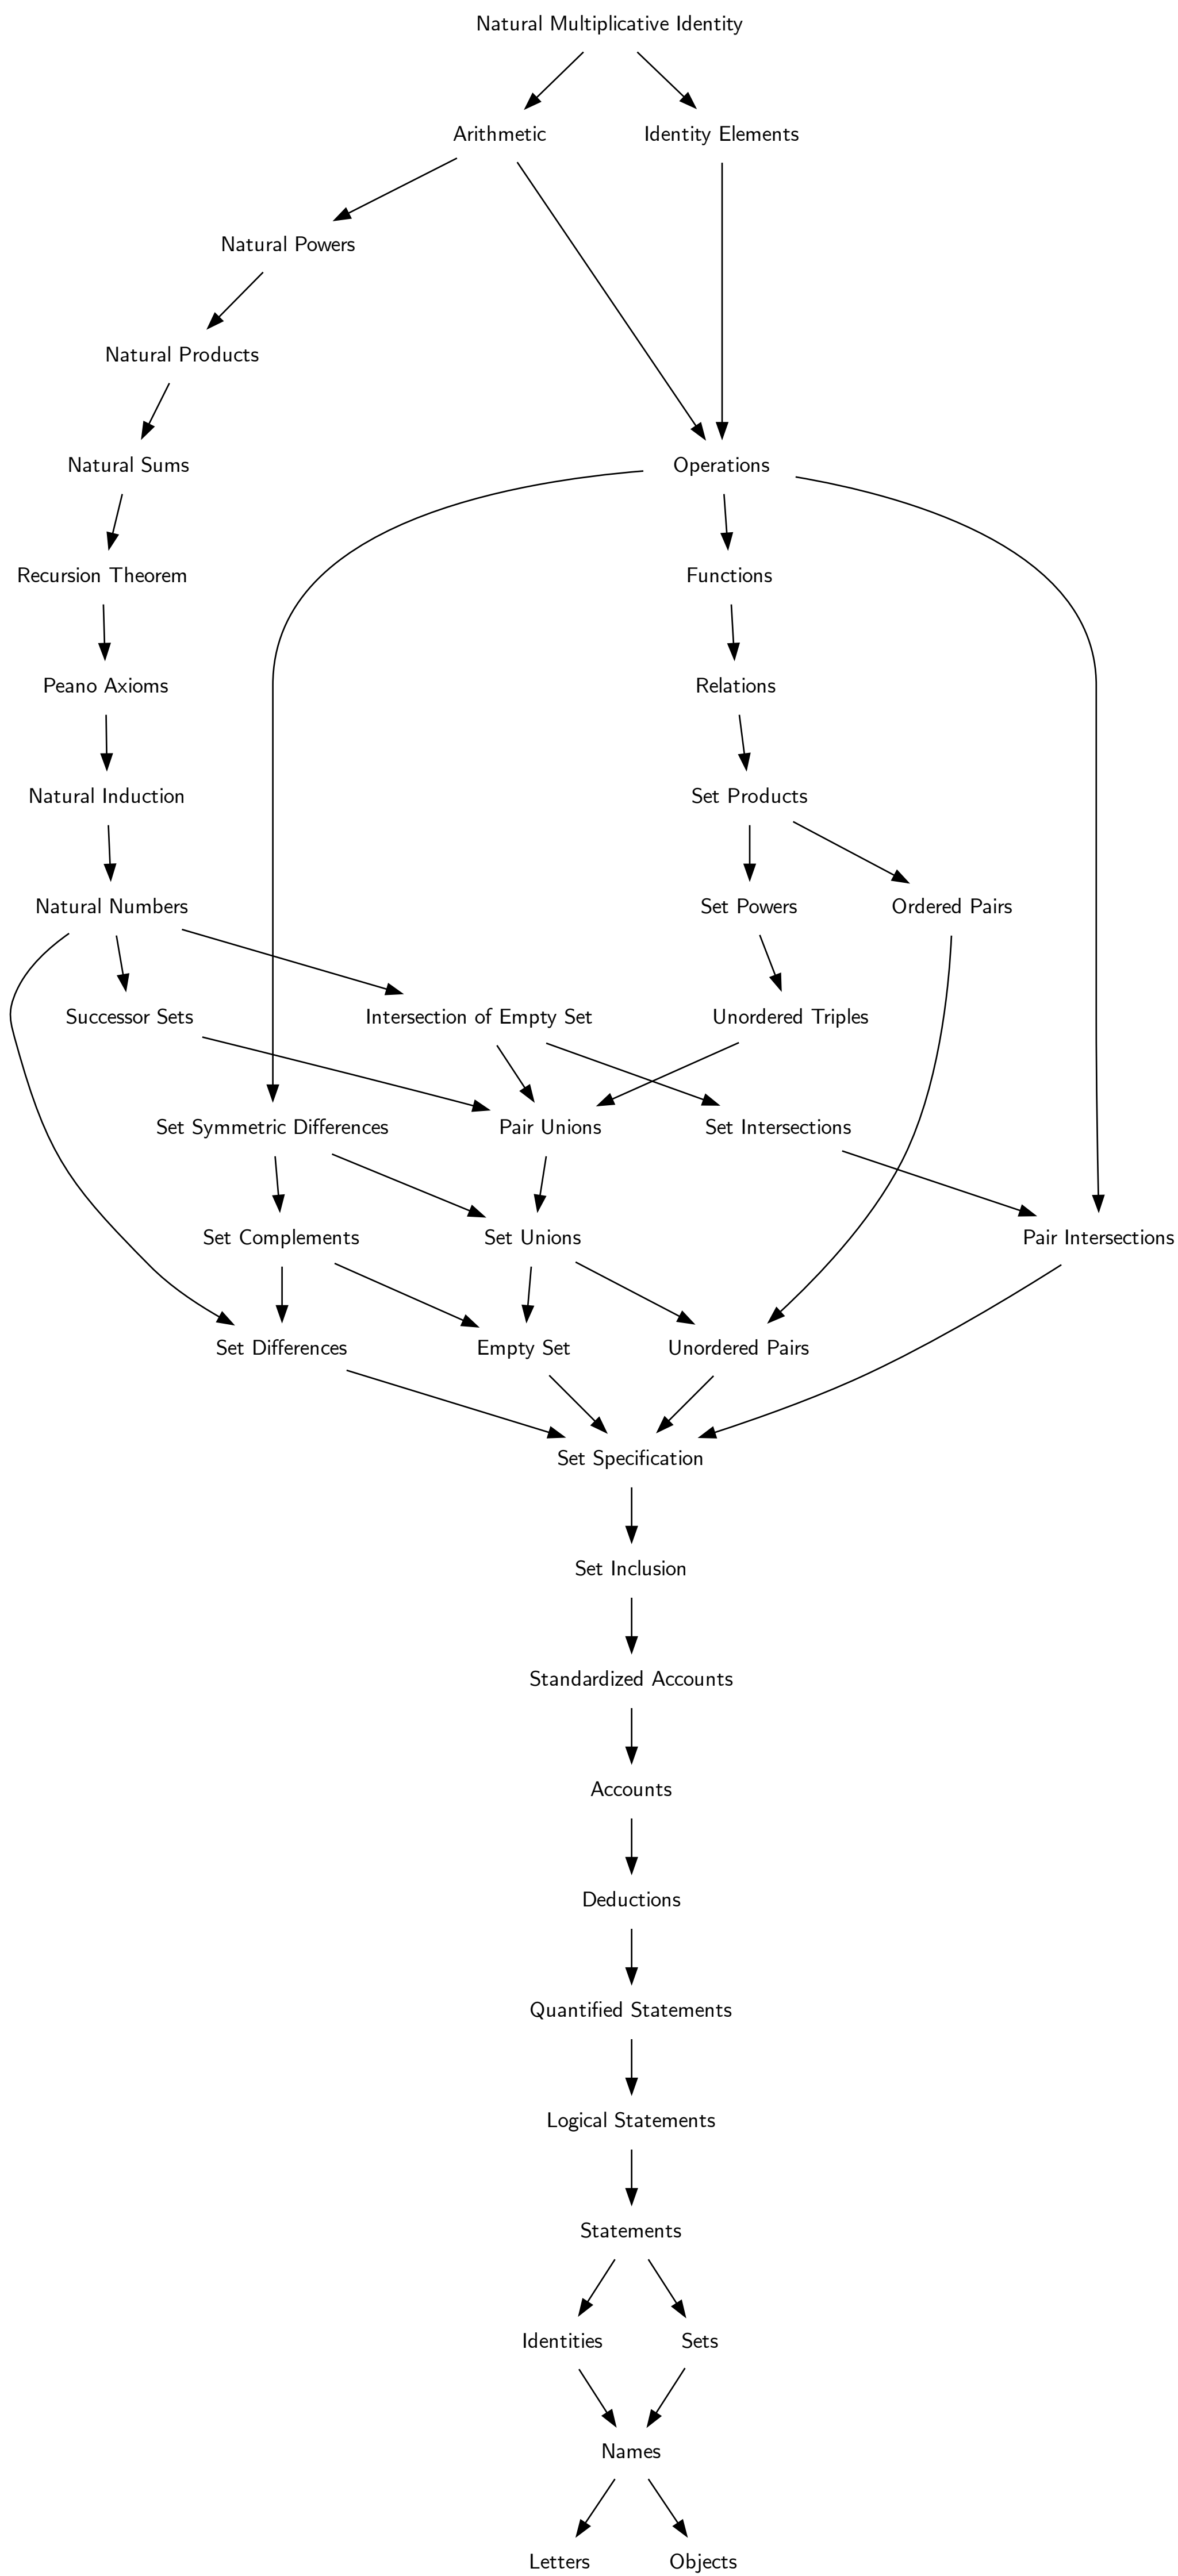 Natural Multiplicative Identity
Arithmetic
Identity Elements
Natural Powers
Natural Products
Natural Sums
Operations
Recursion Theorem
Functions
Peano Axioms
Relations
Natural Induction
Set Products
Natural Numbers
Set Powers
Ordered Pairs
Successor Sets
Intersection of Empty Set
Unordered Triples
Set Symmetric Differences
Pair Unions
Set Intersections
Set Complements
Set Unions
Pair Intersections
Set Differences
Empty Set
Unordered Pairs
Set Specification
Set Inclusion
Standardized Accounts
Accounts
Deductions
Quantified Statements
Logical Statements
Statements
Identities
Sets
Names
Letters
Objects